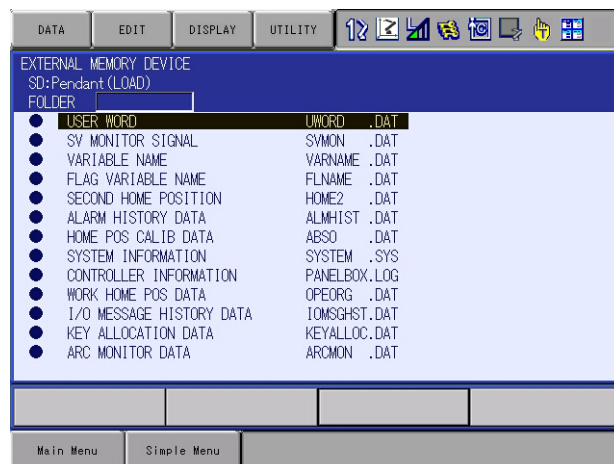 DATA EDIT DISPLAY UTILITY
EXTERNAL MEMORY DEVICE
SD:Pendant(LOAD)
FOLDER
USER WORD UWORD .DAT
SV MONITOR SIGNAL SVMON .DAT
VARIABLE NAME VARNAME .DAT
FLAG VARIABLE NAME FLNAME .DAT
SECOND HOME POSITION HOME2 .DAT
ALARM HISTORY DATA ALMHIST .DAT
HOME POS CALIB DATA ABSO .DAT
SYSTEM INFORMATION SYSTEM .SYS
CONTROLLER INFORMATION PANELBOX.LOG
WORK HOME POS DATA OPEORG .DAT
I/O MESSAGE HISTORY DATA IOMSGHST.DAT
KEY ALLOCATION DATA KEYALLOC.DAT
ARC MONITOR DATA ARCMON .DAT
Main Menu Simple Menu